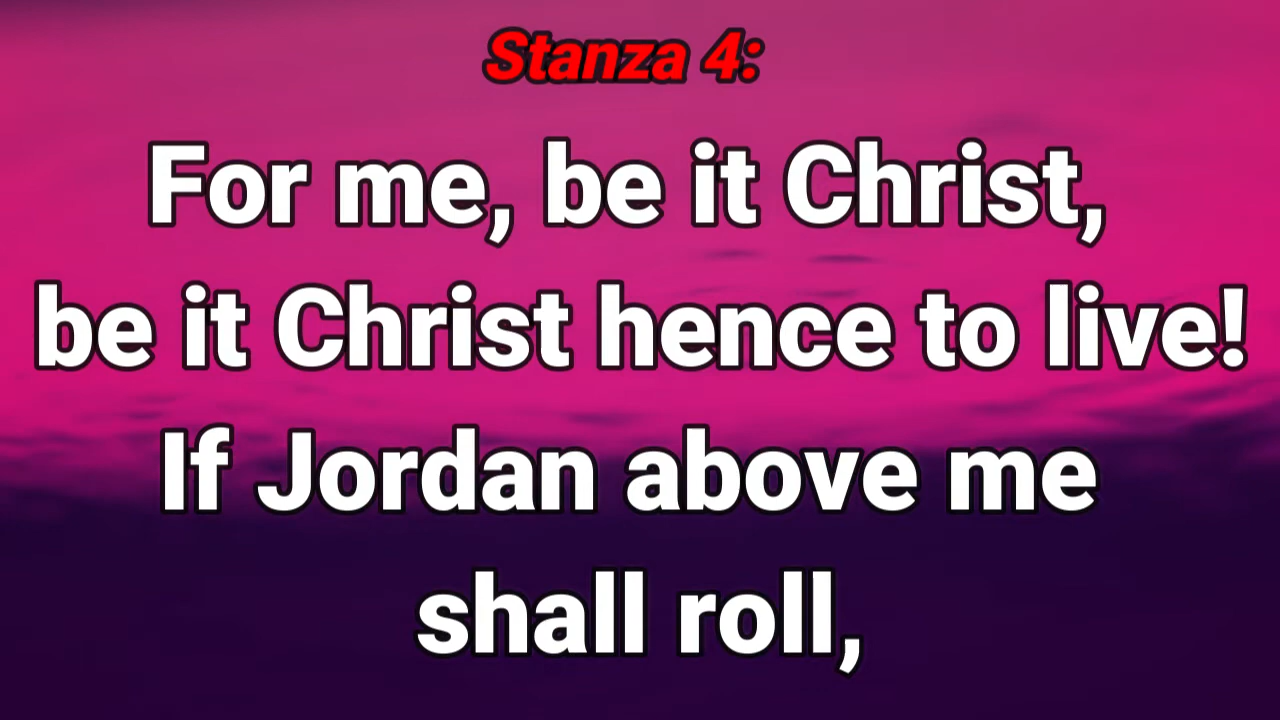 Stanza 4:
For me, be it Christ,
be it Christ hence to live!
If Jordan above me
shall roll,